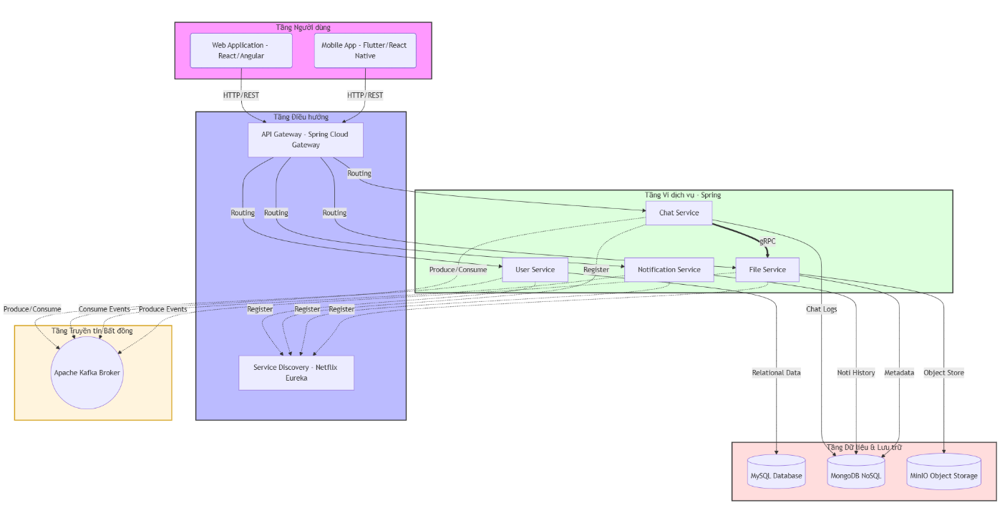 Tầng Người dùng
Web Application -
React/Angular
Mobile App - Flutter/React
Native
HTTP/REST
HTTP/REST
Tầng Điều hướng
API Gateway - Spring Cloud
Gateway
Routing
Tầng Vi dịch vụ - Spring
Chat Service
Routing
Routing
Routing
gRPC
Produce/Consume
User Service
Register
Notification Service
File Service
Produce/Consume
Consume Events
Produce Events
Register
Register
Register
Chat Logs
Tầng Truyền tin Bất đồng
Apache Kafka Broker
Service Discovery - Netflix
Eureka
Relational Data
Noti History
Metadata
Object Store
Tầng Dữ liệu & Lưu trữ
MySQL Database
MongoDB NoSQL
MinIO Object Storage